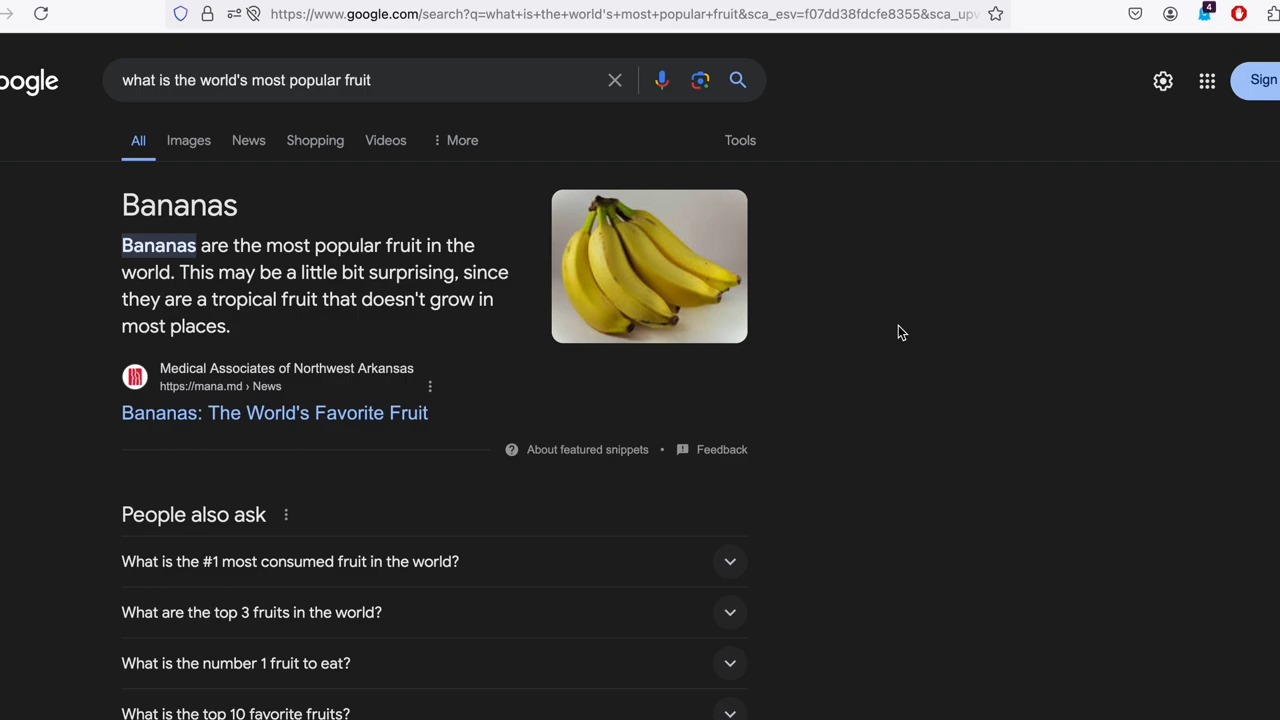 https://www.google.com/search?q=what+is+the+world's+most+popular+fruit&sca_esv=f07dd38fdcfe8355&sca_upv
4
oogle
what is the world's most popular fruit
Sign
All
Images
News
Shopping
Videos
More
Tools
Bananas
Bananas are the most popular fruit in the
world. This may be a little bit surprising, since
they are a tropical fruit that doesn't grow in
most places.
Medical Associates of Northwest Arkansas
https://mana.md › News
Bananas: The World's Favorite Fruit
About featured snippets • Feedback
People also ask
What is the #1 most consumed fruit in the world?
What are the top 3 fruits in the world?
What is the number 1 fruit to eat?
What is the top 10 favorite fruits?